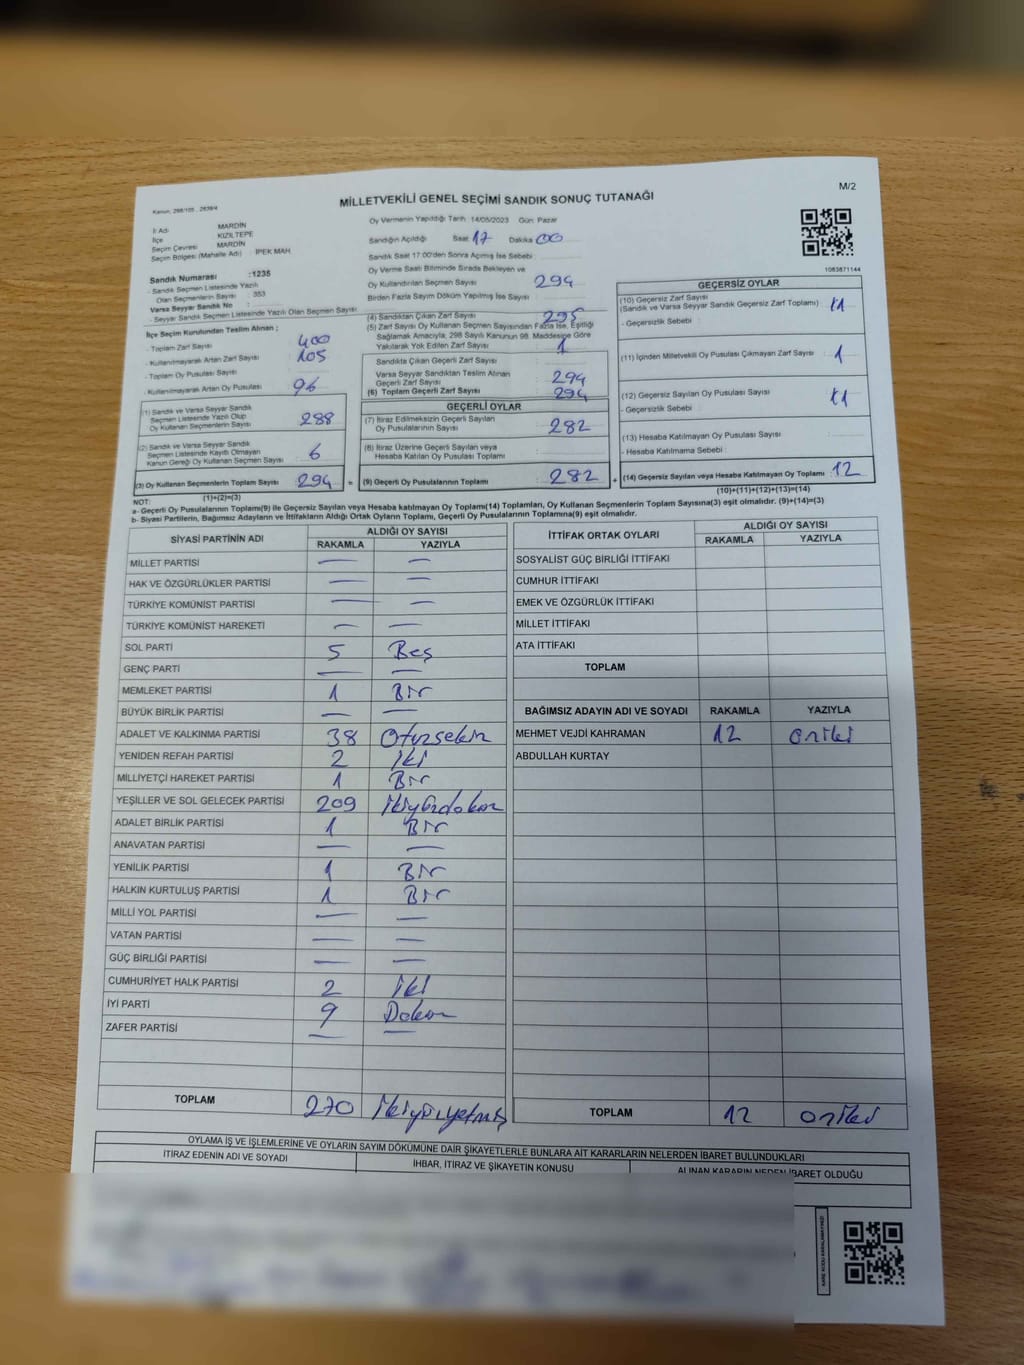 M/2
MİLLETVEKİLİ GENEL SEÇİMİ SANDIK SONUÇ TUTANAĞI
Kanun: 298/105 , 2839/4
İl Adı MARDİN
İlçe KIZILTEPE
Seçim Çevresi MARDİN
Seçim Bölgesi (Mahalle Adı) İPEK MAH
Sandık Numarası :1235
- Sandık Seçmen Listesinde Yazılı
Olan Seçmenlerin Sayısı : 353
Varsa Seyyar Sandık No :
- Seyyar Sandık Seçmen Listesinde Yazılı Olan Seçmen Sayısı
İlçe Seçim Kurulundan Teslim Alınan ;
- Toplam Zarf Sayısı : 400
- Kullanılmayarak Artan Zarf Sayısı : 105
- Toplam Oy Pusulası Sayısı :
- Kullanılmayarak Artan Oy Pusulası : 96
(1) Sandık ve Varsa Seyyar Sandık
Seçmen Listesinde Yazılı Olup
Oy Kullanan Seçmenlerin Sayısı : 288
(2) Sandık ve Varsa Seyyar Sandık
Seçmen Listesinde Kayıtlı Olmayan
Kanun Gereği Oy Kullanan Seçmen Sayısı : 6
(3) Oy Kullanan Seçmenlerin Toplam Sayısı : 294
(1)+(2)=(3)
Oy Vermenin Yapıldığı Tarih 14/05/2023 Gün: Pazar
Sandığın Açıldığı Saat 17 Dakika 00
Sandık Saat 17:00'den Sonra Açılmış İse Sebebi :
Oy Verme Saati Bitiminde Sırada Bekleyen ve
Oy Kullandırılan Seçmen Sayısı : 294
Birden Fazla Sayım Döküm Yapılmış İse Sayısı :
(4) Sandıktan Çıkan Zarf Sayısı : 295
(5) Zarf Sayısı Oy Kullanan Seçmen Sayısından Fazla İse, Eşitliği
Sağlamak Amacıyla, 298 Sayılı Kanunun 98. Maddesine Göre
Yakılarak Yok Edilen Zarf Sayısı : 1
Sandıkta Çıkan Geçerli Zarf Sayısı :
Varsa Seyyar Sandıktan Teslim Alınan
Geçerli Zarf Sayısı : 294
(6) Toplam Geçerli Zarf Sayısı : 294
GEÇERLİ OYLAR
(7) İtiraz Edilmeksizin Geçerli Sayılan
Oy Pusulalarının Sayısı : 282
(8) İtiraz Üzerine Geçerli Sayılan veya
Hesaba Katılan Oy Pusulası Toplamı :
= (9) Geçerli Oy Pusulalarının Toplamı : 282
1083871144
GEÇERSİZ OYLAR
(10) Geçersiz Zarf Sayısı
(Sandık ve Varsa Seyyar Sandık Geçersiz Zarf Toplamı) :
- Geçersizlik Sebebi :
(11) İçinden Milletvekili Oy Pusulası Çıkmayan Zarf Sayısı : 1
(12) Geçersiz Sayılan Oy Pusulası Sayısı :
- Geçersizlik Sebebi :
(13) Hesaba Katılmayan Oy Pusulası Sayısı :
- Hesaba Katılmama Sebebi :
+ (14) Geçersiz Sayılan veya Hesaba Katılmayan Oy Toplamı : 12
(10)+(11)+(12)+(13)=(14)
NOT:
a- Geçerli Oy Pusulalarının Toplamı(9) ile Geçersiz Sayılan veya Hesaba katılmayan Oy Toplamı(14) Toplamları, Oy Kullanan Seçmenlerin Toplam Sayısına(3) eşit olmalıdır. (9)+(14)=(3)
b- Siyasi Partilerin, Bağımsız Adayların ve İttifakların Aldığı Ortak Oyların Toplamı, Geçerli Oy Pusulalarının Toplamına(9) eşit olmalıdır.
SİYASİ PARTİNİN ADI ALDIĞI OY SAYISI
RAKAMLA YAZIYLA
MİLLET PARTİSİ — —
HAK VE ÖZGÜRLÜKLER PARTİSİ — —
TÜRKİYE KOMÜNİST PARTİSİ — —
TÜRKİYE KOMÜNİST HAREKETİ — —
SOL PARTİ 5 Beş
GENÇ PARTİ — —
MEMLEKET PARTİSİ 1 Bir
BÜYÜK BİRLİK PARTİSİ — —
ADALET VE KALKINMA PARTİSİ 38 Otuzsekiz
YENİDEN REFAH PARTİSİ 2 iki
MİLLİYETÇİ HAREKET PARTİSİ 1 Bir
YEŞİLLER VE SOL GELECEK PARTİSİ 209 ikiyüzdokuz
ADALET BİRLİK PARTİSİ 1 Bir
ANAVATAN PARTİSİ — —
YENİLİK PARTİSİ 1 Bir
HALKIN KURTULUŞ PARTİSİ 1 Bir
MİLLİ YOL PARTİSİ — —
VATAN PARTİSİ — —
GÜÇ BİRLİĞİ PARTİSİ — —
CUMHURİYET HALK PARTİSİ 2 iki
İYİ PARTİ 9 Dokuz
ZAFER PARTİSİ — —
TOPLAM 270 ikiyüzyetmiş
İTTİFAK ORTAK OYLARI ALDIĞI OY SAYISI
RAKAMLA YAZIYLA
SOSYALİST GÜÇ BİRLİĞİ İTTİFAKI
CUMHUR İTTİFAKI
EMEK VE ÖZGÜRLÜK İTTİFAKI
MİLLET İTTİFAKI
ATA İTTİFAKI
TOPLAM
BAĞIMSIZ ADAYIN ADI VE SOYADI RAKAMLA YAZIYLA
MEHMET VEJDİ KAHRAMAN 12 oniki
ABDULLAH KURTAY
TOPLAM 12 oniki
OYLAMA İŞ VE İŞLEMLERİNE VE OYLARIN SAYIM DÖKÜMÜNE DAİR ŞİKAYETLERLE BUNLARA AİT KARARLARIN NELERDEN İBARET BULUNDUKLARI
İTİRAZ EDENİN ADI VE SOYADI İHBAR, İTİRAZ VE ŞİKAYETİN KONUSU ALINAN KARARIN NEDEN İBARET OLDUĞU
KARE KODU KARALAMAYINIZ!